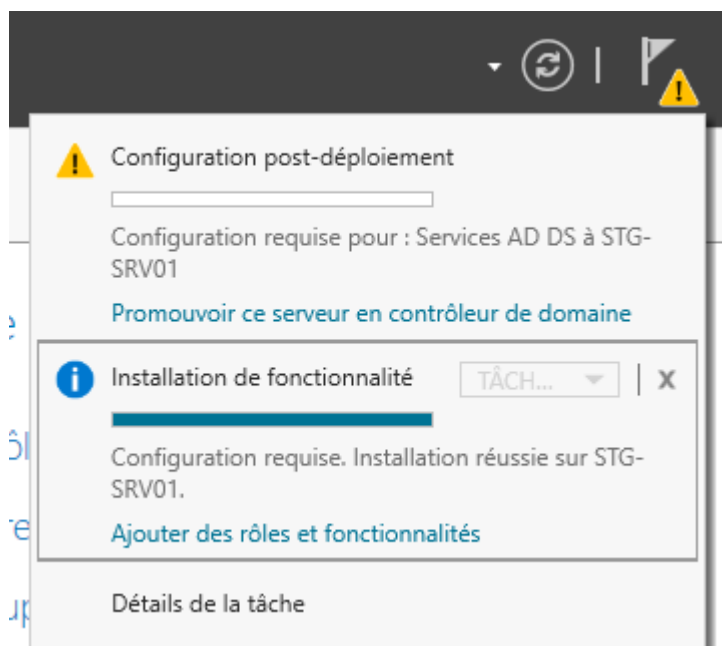 Configuration post-déploiement
Configuration requise pour : Services AD DS à STG-
SRV01
Promouvoir ce serveur en contrôleur de domaine
Installation de fonctionnalité
TÂCH...
X
Configuration requise. Installation réussie sur STG-
SRV01.
Ajouter des rôles et fonctionnalités
Détails de la tâche